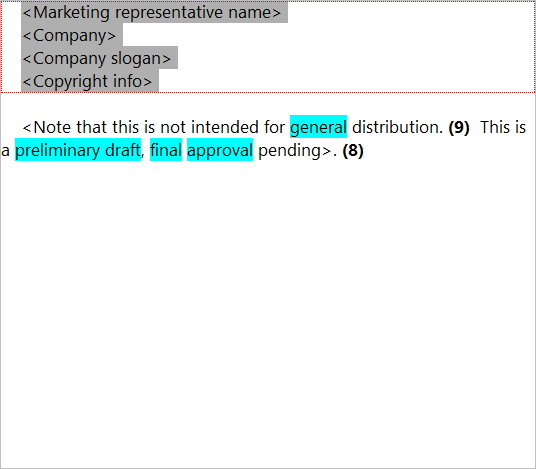 <Marketing representative name>
<Company>
<Company slogan>
<Copyright info>
<Note that this is not intended for general distribution. (9)  This is
a preliminary draft, final approval pending>. (8)